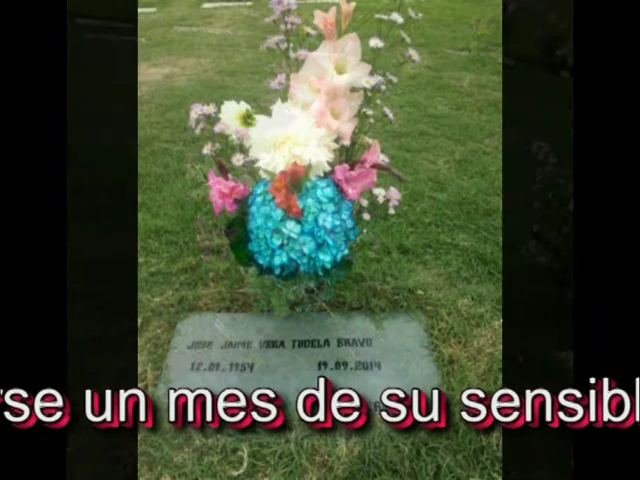 JOSE JAIME VERA TUDELA BRAVO
12.01.1954 19.09.2014
rse un mes de su sensibl